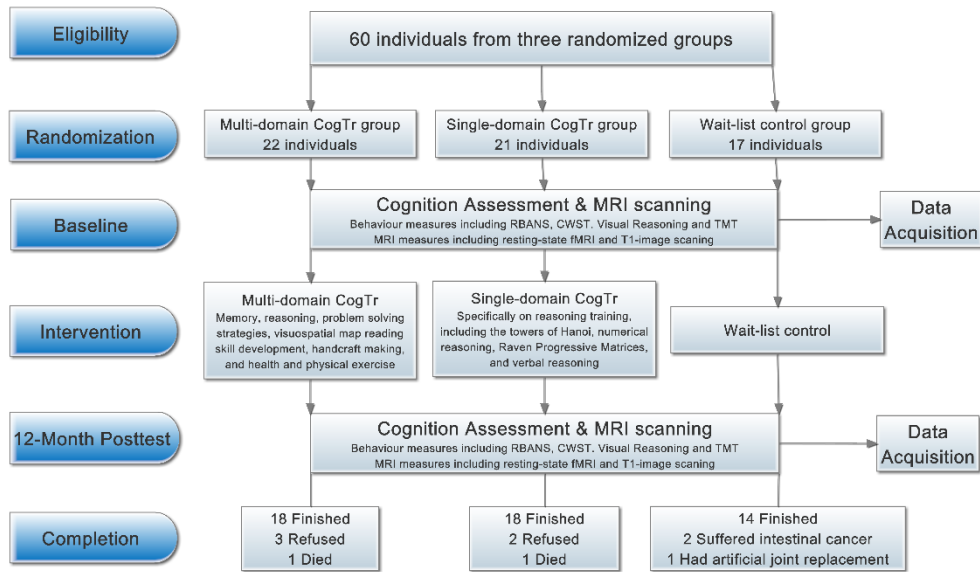 Eligibility
60 individuals from three randomized groups
Randomization
Multi-domain CogTr group
22 individuals
Single-domain CogTr group
21 individuals
Wait-list control group
17 individuals
Baseline
Cognition Assessment & MRI scanning
Behaviour measures including RBANS, CWST. Visual Reasoning and TMT
MRI measures including resting-state fMRI and T1-image scaning
Data
Acquisition
Intervention
Multi-domain CogTr
Memory, reasoning, problem solving
strategies, visuospatial map reading
skill development, handcraft making,
and health and physical exercise
Single-domain CogTr
Specifically on reasoning training,
including the towers of Hanoi, numerical
reasoning, Raven Progressive Matrices,
and verbal reasoning
Wait-list control
12-Month Posttest
Cognition Assessment & MRI scanning
Behaviour measures including RBANS, CWST. Visual Reasoning and TMT
MRI measures including resting-state fMRI and T1-image scaning
Data
Acquisition
Completion
18 Finished
3 Refused
1 Died
18 Finished
2 Refused
1 Died
14 Finished
2 Suffered intestinal cancer
1 Had artificial joint replacement